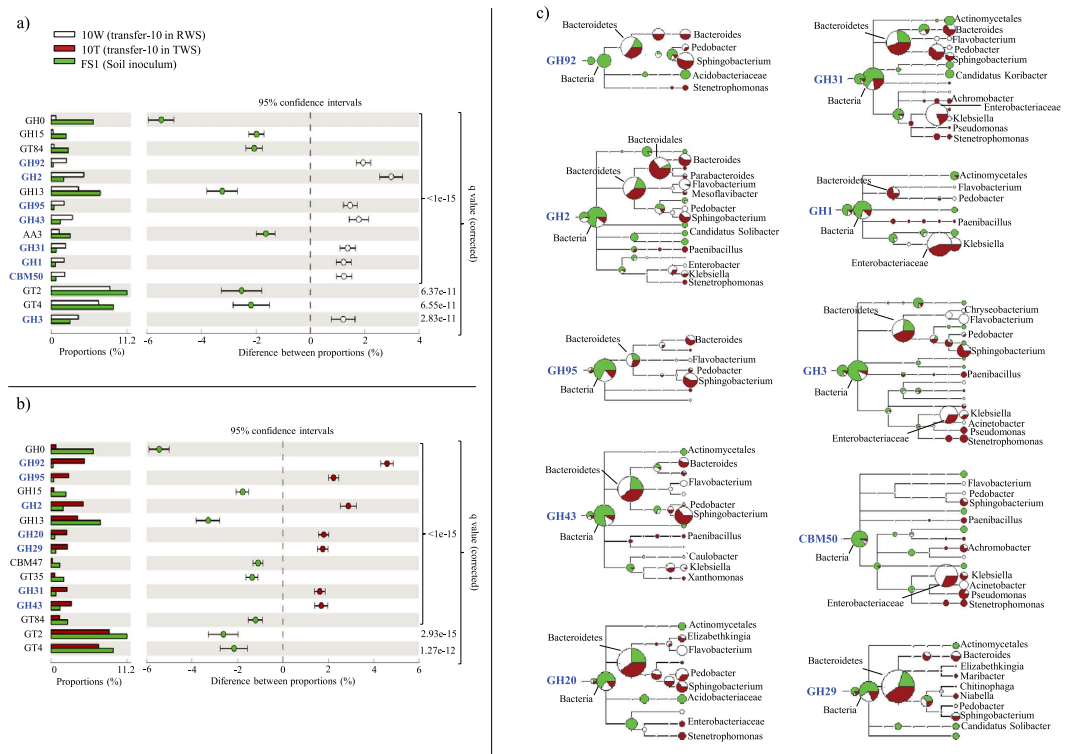 a)
10W (transfer-10 in RWS)
10T (transfer-10 in TWS)
FS1 (Soil inoculum)
95% confidence intervals
GH0
GH15
GT84
GH92
GH2
GH13
GH95
GH43
AA3
GH31
GH1
CBM50
GT2
GT4
GH3
<1e-15
6.37e-11
6.55e-11
2.83e-11
q value (corrected)
0 11.2
-6 -4 -2 0 2 4
Proportions (%)
Diference between proportions (%)
b)
95% confidence intervals
GH0
GH92
GH95
GH15
GH2
GH13
GH20
GH29
CBM47
GT35
GH31
GH43
GT84
GT2
GT4
<1e-15
2.93e-15
1.27e-12
q value (corrected)
0 11.2
-6 -4 -2 0 2 4 6
Proportions (%)
Diference between proportions (%)
c)
Bacteroidetes
GH92
Bacteria
Bacteroides
Pedobacter
Sphingobacterium
Acidobacteriaceae
Stenetrophomonas
Bacteroidales
Bacteroidetes
GH2
Bacteria
Bacteroides
Parabacteroides
Flavobacterium
Mesoflavibacter
Pedobacter
Sphingobacterium
Candidatus Solibacter
Paenibacillus
Enterobacter
Klebsiella
Stenetrophomonas
Bacteroidetes
GH95
Bacteria
Bacteroides
Flavobacterium
Pedobacter
Sphingobacterium
Bacteroidetes
GH43
Bacteria
Actinomycetales
Bacteroides
Flavobacterium
Pedobacter
Sphingobacterium
Paenibacillus
Caulobacter
Klebsiella
Xanthomonas
Bacteroidetes
GH20
Bacteria
Actinomycetales
Elizabethkingia
Flavobacterium
Pedobacter
Sphingobacterium
Acidobacteriaceae
Enterobacteriaceae
Stenetrophomonas
Bacteroidetes
GH31
Bacteria
Actinomycetales
Bacteroides
Flavobacterium
Pedobacter
Sphingobacterium
Candidatus Koribacter
Achromobacter
Enterobacteriaceae
Klebsiella
Pseudomonas
Stenetrophomonas
Bacteroidetes
GH1
Bacteria
Actinomycetales
Flavobacterium
Pedobacter
Paenibacillus
Klebsiella
Enterobacteriaceae
Bacteroidetes
GH3
Bacteria
Chryseobacterium
Flavobacterium
Pedobacter
Sphingobacterium
Paenibacillus
Klebsiella
Acinetobacter
Pseudomonas
Enterobacteriaceae
Stenetrophomonas
CBM50
Bacteria
Flavobacterium
Pedobacter
Sphingobacterium
Paenibacillus
Achromobacter
Klebsiella
Acinetobacter
Pseudomonas
Enterobacteriaceae
Stenetrophomonas
Bacteroidetes
GH29
Bacteria
Actinomycetales
Bacteroides
Elizabethkingia
Maribacter
Chitinophaga
Niabella
Pedobacter
Sphingobacterium
Candidatus Solibacter